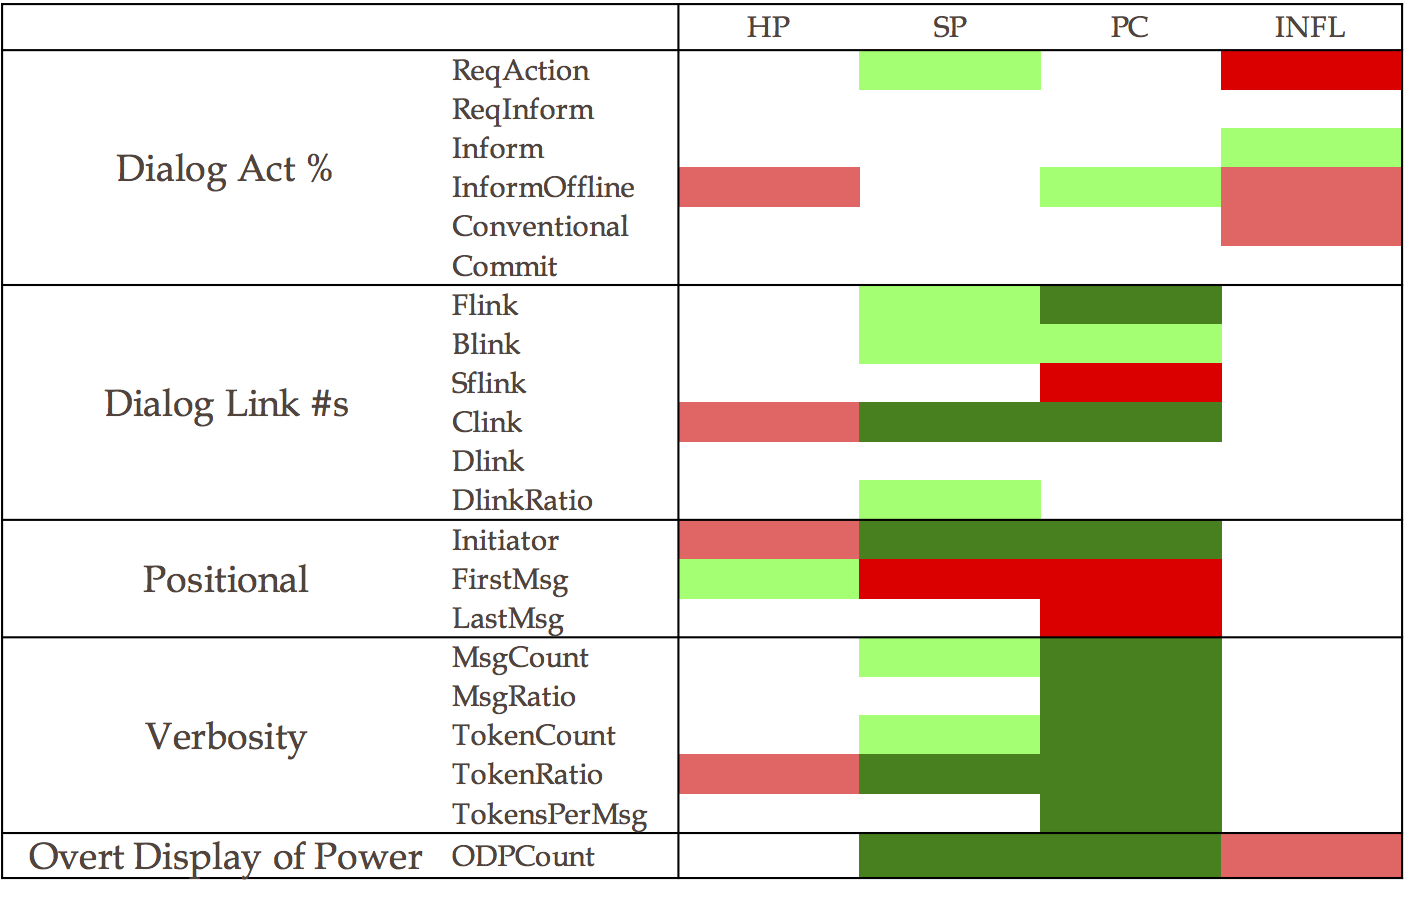 HP SP PC INFL
Dialog Act %
ReqAction
ReqInform
Inform
InformOffline
Conventional
Commit
Dialog Link #s
Flink
Blink
Sflink
Clink
Dlink
DlinkRatio
Positional
Initiator
FirstMsg
LastMsg
Verbosity
MsgCount
MsgRatio
TokenCount
TokenRatio
TokensPerMsg
Overt Display of Power ODPCount